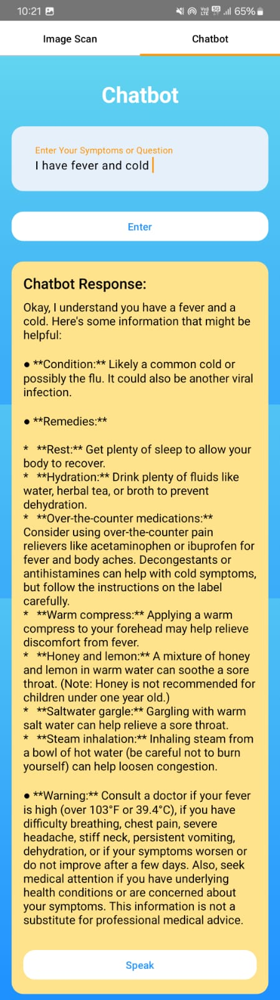 10:21
Vo)) LTE 5G 65%
Image Scan Chatbot
Chatbot
Enter Your Symptoms or Question
I have fever and cold
Enter
Chatbot Response:
Okay, I understand you have a fever and a
cold. Here's some information that might be
helpful:
● **Condition:** Likely a common cold or
possibly the flu. It could also be another viral
infection.
● **Remedies:**
* **Rest:** Get plenty of sleep to allow your
body to recover.
* **Hydration:** Drink plenty of fluids like
water, herbal tea, or broth to prevent
dehydration.
* **Over-the-counter medications:**
Consider using over-the-counter pain
relievers like acetaminophen or ibuprofen for
fever and body aches. Decongestants or
antihistamines can help with cold symptoms,
but follow the instructions on the label
carefully.
* **Warm compress:** Applying a warm
compress to your forehead may help relieve
discomfort from fever.
* **Honey and lemon:** A mixture of honey
and lemon in warm water can soothe a sore
throat. (Note: Honey is not recommended for
children under one year old.)
* **Saltwater gargle:** Gargling with warm
salt water can help relieve a sore throat.
* **Steam inhalation:** Inhaling steam from
a bowl of hot water (be careful not to burn
yourself) can help loosen congestion.
● **Warning:** Consult a doctor if your fever
is high (over 103°F or 39.4°C), if you have
difficulty breathing, chest pain, severe
headache, stiff neck, persistent vomiting,
dehydration, or if your symptoms worsen or
do not improve after a few days. Also, seek
medical attention if you have underlying
health conditions or are concerned about
your symptoms. This information is not a
substitute for professional medical advice.
Speak